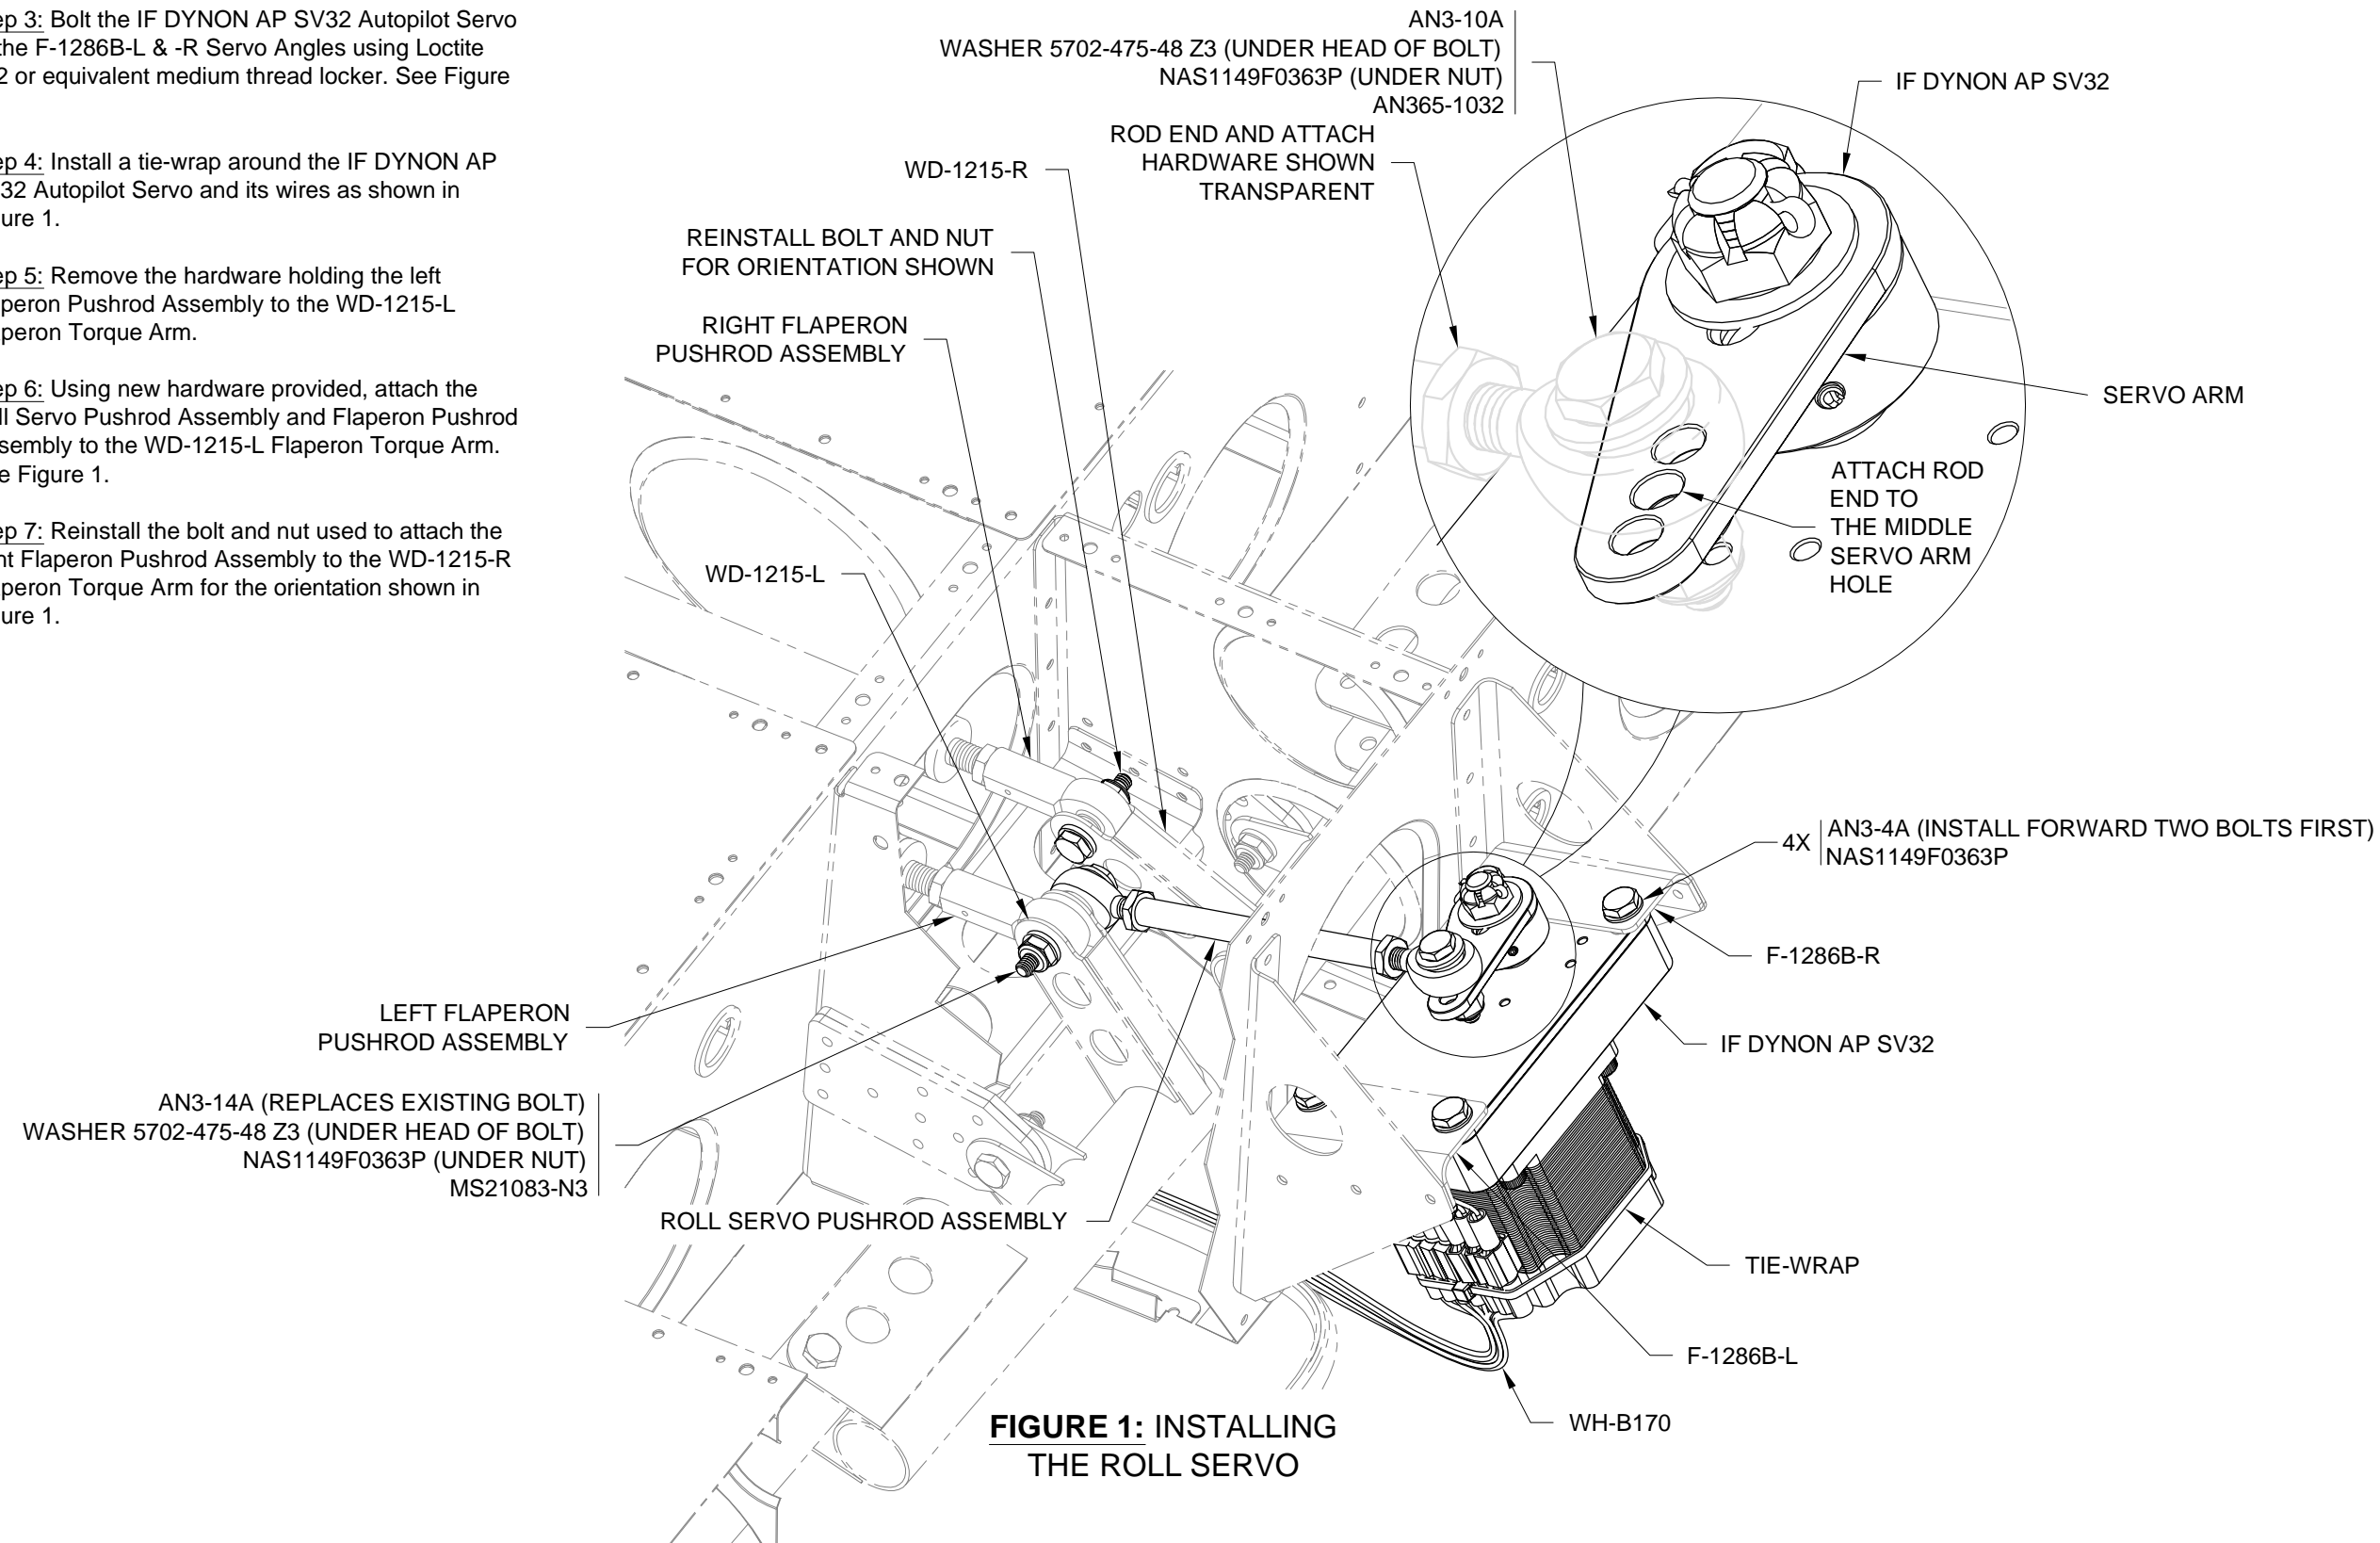 ep 3: Bolt the IF DYNON AP SV32 Autopilot Servo
the F-1286B-L & -R Servo Angles using Loctite
2 or equivalent medium thread locker. See Figure
ep 4: Install a tie-wrap around the IF DYNON AP
32 Autopilot Servo and its wires as shown in
ure 1.
ep 5: Remove the hardware holding the left
peron Pushrod Assembly to the WD-1215-L
peron Torque Arm.
ep 6: Using new hardware provided, attach the
ll Servo Pushrod Assembly and Flaperon Pushrod
sembly to the WD-1215-L Flaperon Torque Arm.
e Figure 1.
ep 7: Reinstall the bolt and nut used to attach the
nt Flaperon Pushrod Assembly to the WD-1215-R
peron Torque Arm for the orientation shown in
ure 1.
AN3-10A
WASHER 5702-475-48 Z3 (UNDER HEAD OF BOLT)
NAS1149F0363P (UNDER NUT)
AN365-1032
IF DYNON AP SV32
ROD END AND ATTACH
HARDWARE SHOWN
TRANSPARENT
WD-1215-R
REINSTALL BOLT AND NUT
FOR ORIENTATION SHOWN
RIGHT FLAPERON
PUSHROD ASSEMBLY
SERVO ARM
ATTACH ROD
END TO
THE MIDDLE
SERVO ARM
HOLE
WD-1215-L
4X
AN3-4A (INSTALL FORWARD TWO BOLTS FIRST)
NAS1149F0363P
F-1286B-R
LEFT FLAPERON
PUSHROD ASSEMBLY
IF DYNON AP SV32
AN3-14A (REPLACES EXISTING BOLT)
WASHER 5702-475-48 Z3 (UNDER HEAD OF BOLT)
NAS1149F0363P (UNDER NUT)
MS21083-N3
ROLL SERVO PUSHROD ASSEMBLY
TIE-WRAP
F-1286B-L
WH-B170
FIGURE 1: INSTALLING
THE ROLL SERVO